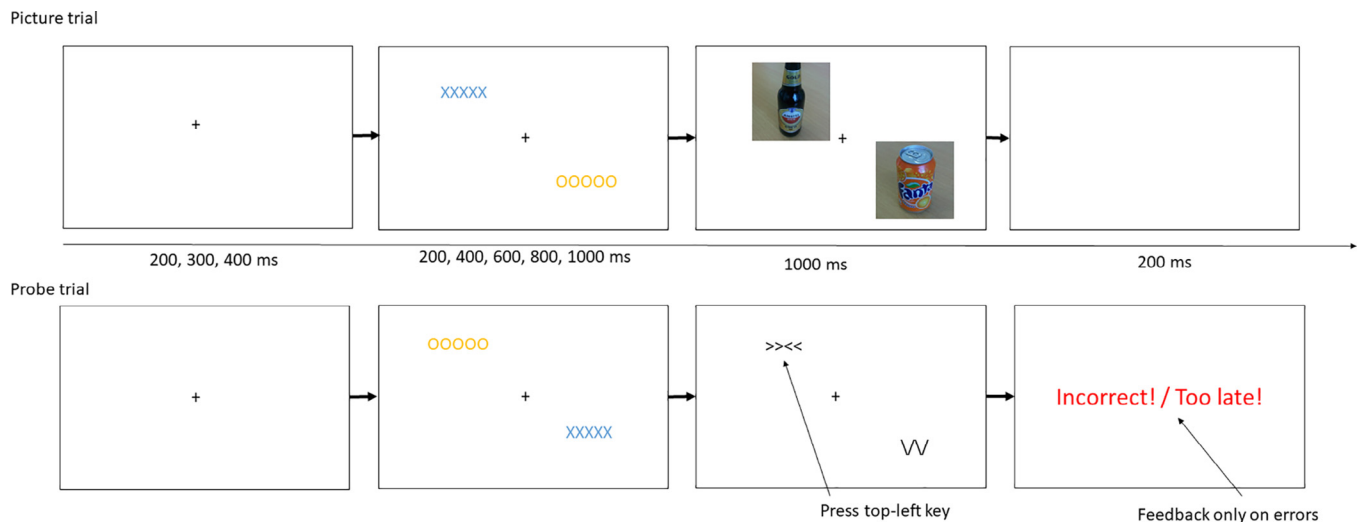 Picture trial
+
XXXXX
+
OOOOO
+
Fanta
200, 300, 400 ms
200, 400, 600, 800, 1000 ms
1000 ms
200 ms
Probe trial
+
OOOOO
+
XXXXX
>><<
+
\/\/
Incorrect! / Too late!
Press top-left key
Feedback only on errors